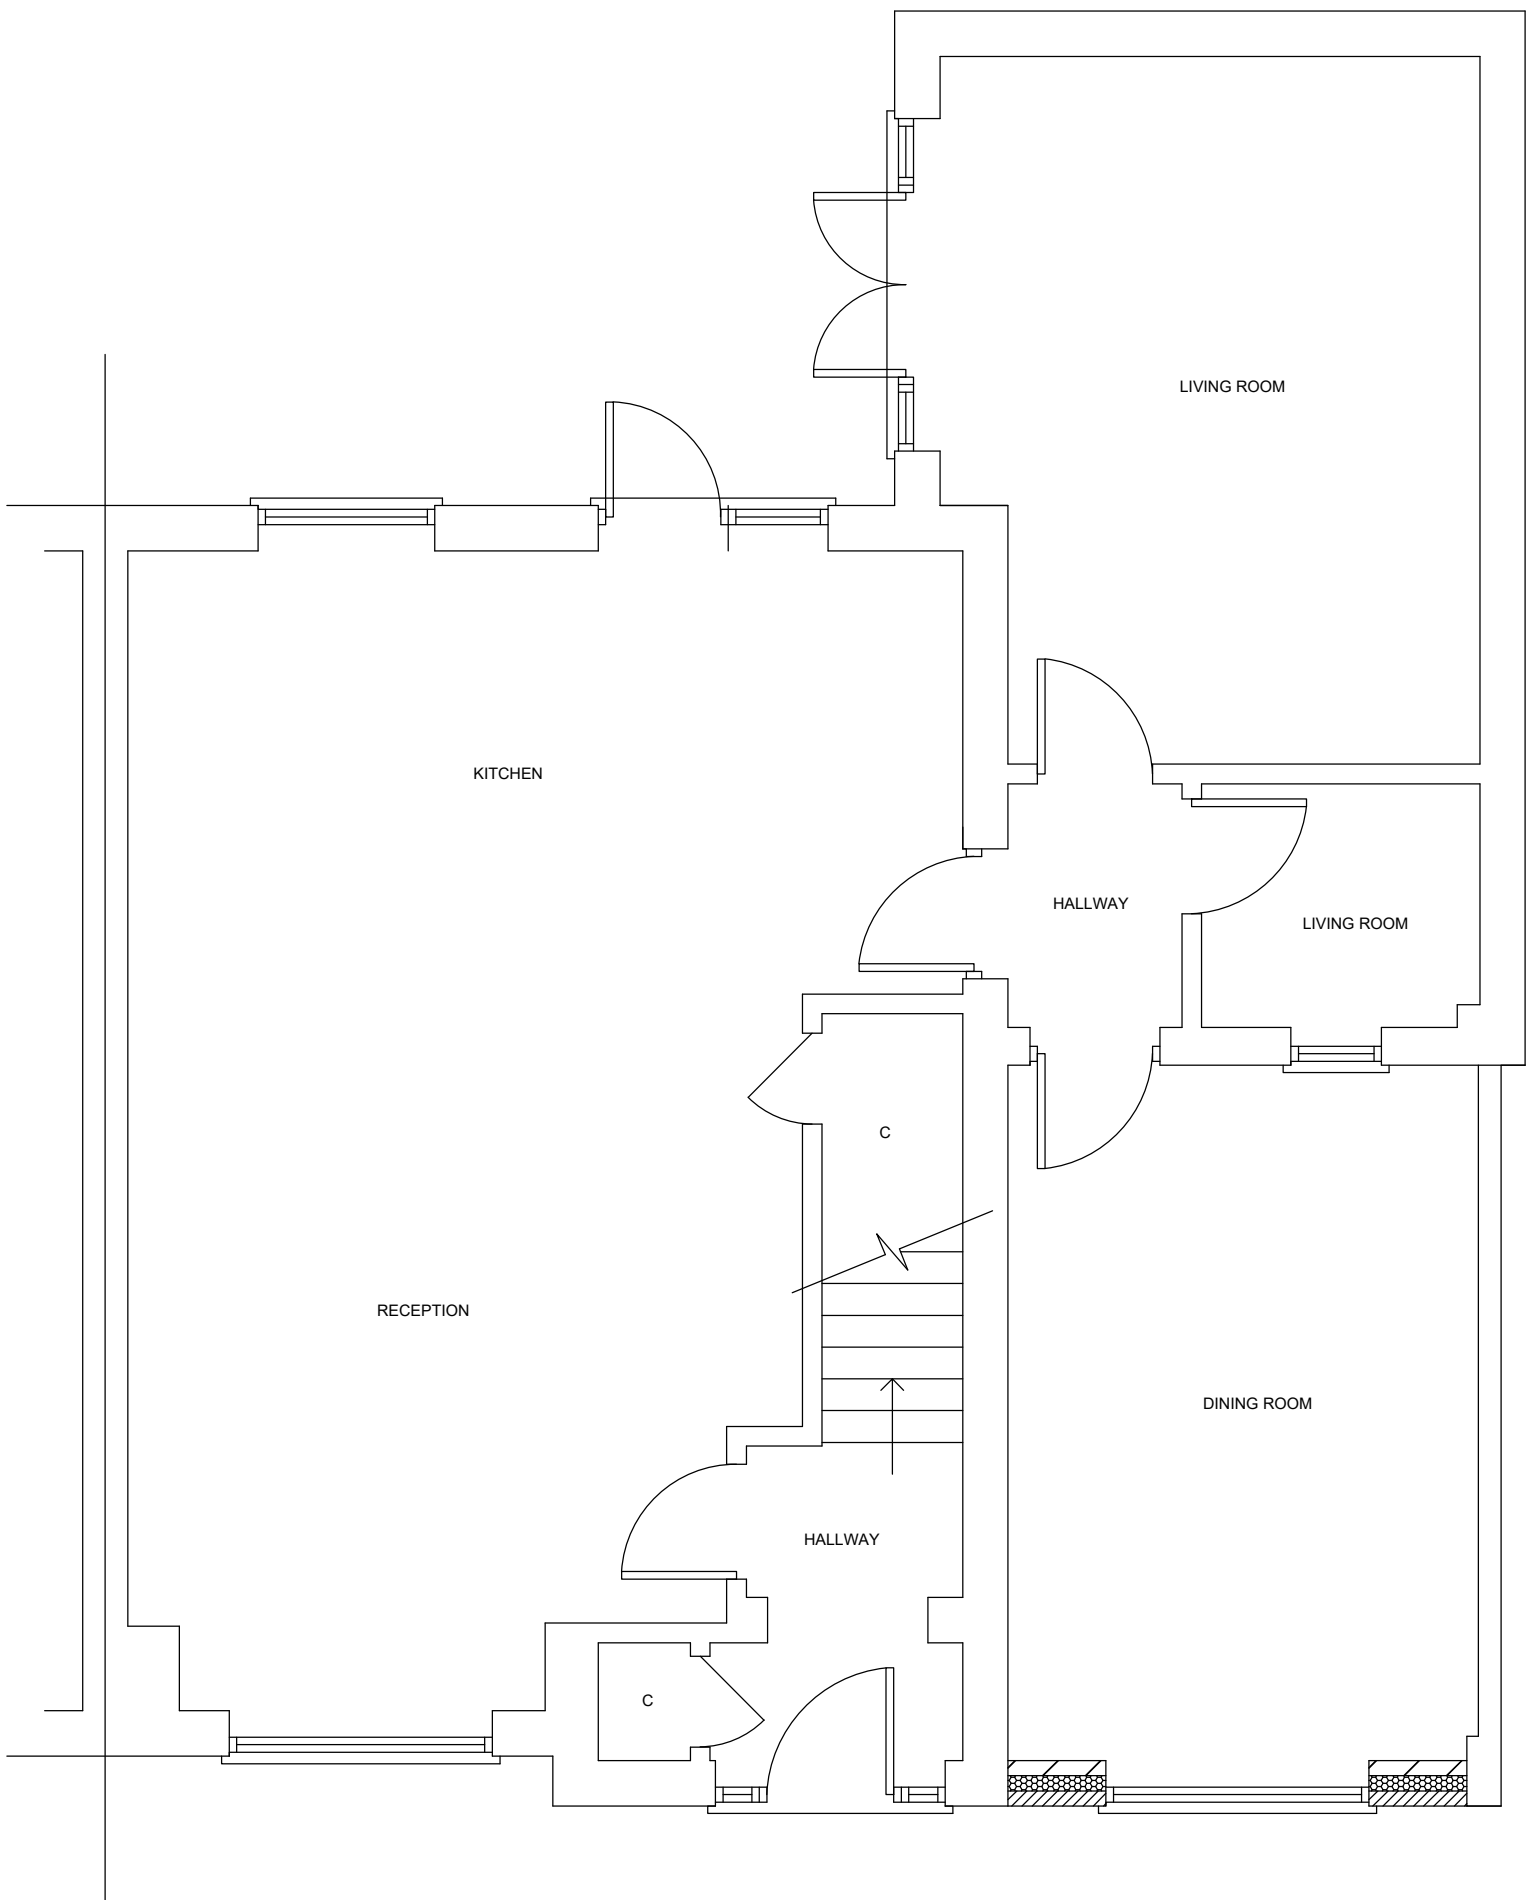 LIVING ROOM
KITCHEN
HALLWAY
LIVING ROOM
C
RECEPTION
DINING ROOM
HALLWAY
C